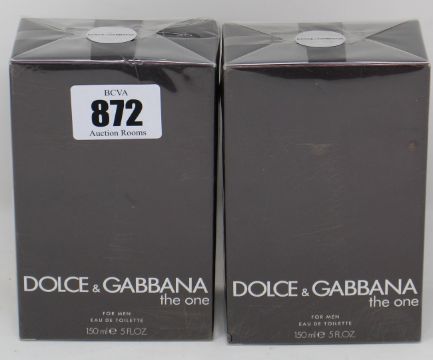 BCVA
872
Auction Rooms
DOLCE & GABBANA
the one
FOR MEN
EAU DE TOILETTE
150 ml ℮ 5 FL.OZ
DOLCE & GABBANA
the one
FOR MEN
EAU DE TOILETTE
150 ml ℮ 5 FL.OZ